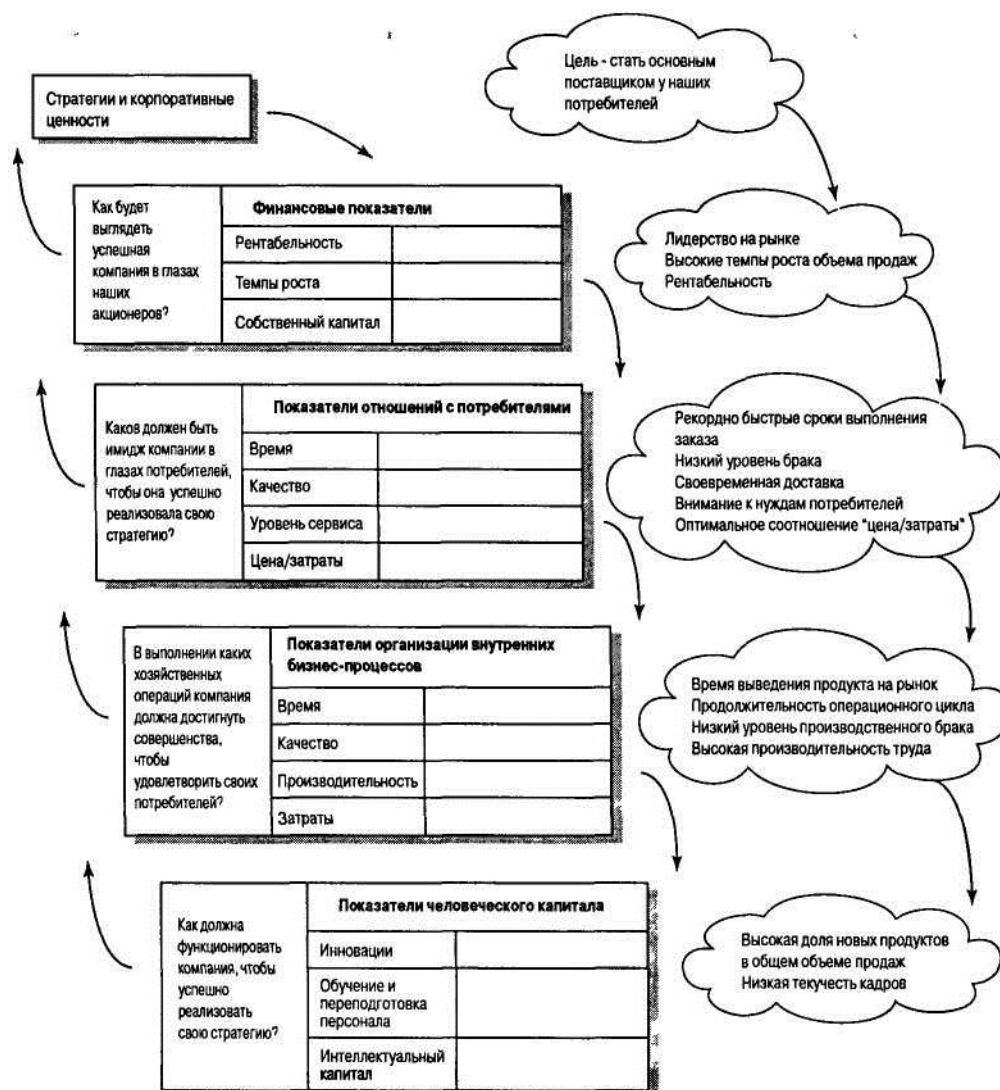 Цель - стать основным
поставщиком у наших
потребителей
Стратегии и корпоративные
ценности
Как будет
выглядеть
успешная
компания в глазах
наших
акционеров?
Финансовые показатели
Рентабельность
Темпы роста
Собственный капитал
Лидерство на рынке
Высокие темпы роста объема продаж
Рентабельность
Каков должен быть
имидж компании в
глазах потребителей,
чтобы она успешно
реализовала свою
стратегию?
Показатели отношений с потребителями
Время
Качество
Уровень сервиса
Цена/затраты
Рекордно быстрые сроки выполнения
заказа
Низкий уровень брака
Своевременная доставка
Внимание к нуждам потребителей
Оптимальное соотношение "цена/затраты"
В выполнении каких
хозяйственных
операций компания
должна достигнуть
совершенства,
чтобы
удовлетворить своих
потребителей?
Показатели организации внутренних
бизнес-процессов
Время
Качество
Производительность
Затраты
Время выведения продукта на рынок
Продолжительность операционного цикла
Низкий уровень производственного брака
Высокая производительность труда
Как должна
функционировать
компания, чтобы
успешно
реализовать
свою стратегию?
Показатели человеческого капитала
Инновации
Обучение и
переподготовка
персонала
Интеллектуальный
капитал
Высокая доля новых продуктов
в общем объеме продаж
Низкая текучесть кадров